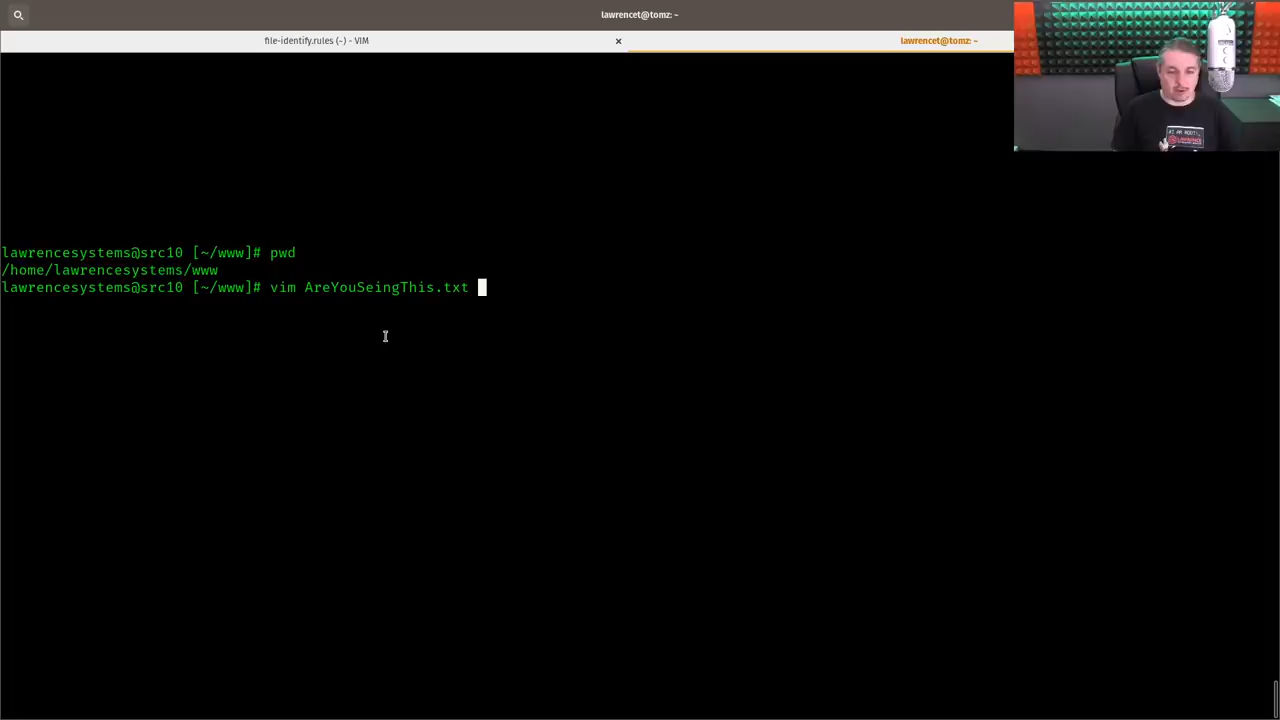 lawrencet@tomz: ~
file-identify.rules (~) - VIM
lawrencet@tomz: ~
lawrencesystems@src10 [~/www]# pwd
/home/lawrencesystems/www
lawrencesystems@src10 [~/www]# vim AreYouSeingThis.txt